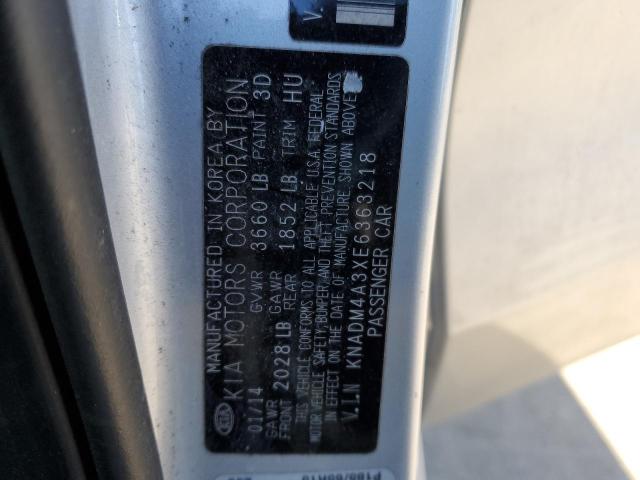 MANUFACTURED IN KOREA BY
KIA MOTORS CORPORATION
01/14 GVWR 3660 LB PAINT 3D
GAWR FRONT 2028 LB GAWR REAR 1852 LB TRIM HU
THIS VEHICLE CONFORMS TO ALL APPLICABLE U.S.A. FEDERAL
MOTOR VEHICLE SAFETY, BUMPER, AND THEFT PREVENTION STANDARDS
IN EFFECT ON THE DATE OF MANUFACTURE SHOWN ABOVE
V.I.N KNADM4A3XE6363218
PASSENGER CAR
KIA
V.